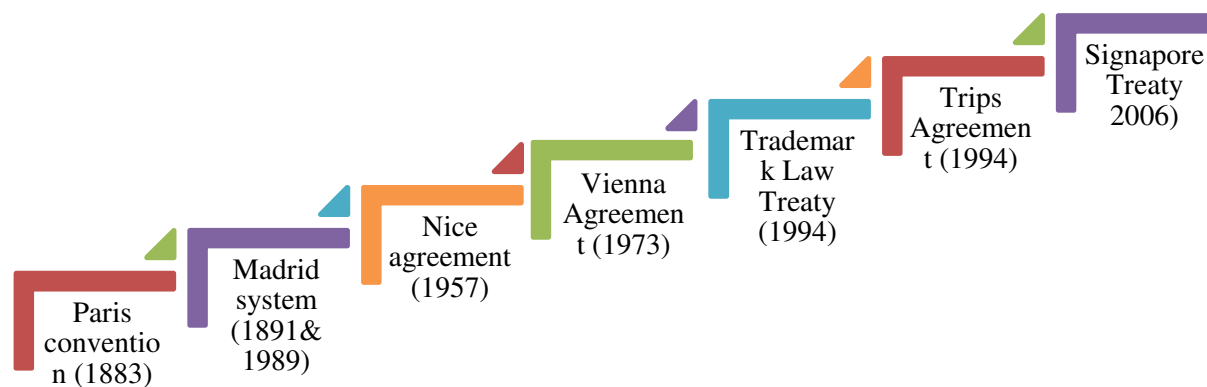 Paris
conventio
n (1883)
Madrid
system
(1891&
1989)
Nice
agreement
(1957)
Vienna
Agreemen
t (1973)
Tradmar
k Law
Treaty
(1994)
Trips
Agreemen
t (1994)
Signapore
Treaty
2006)